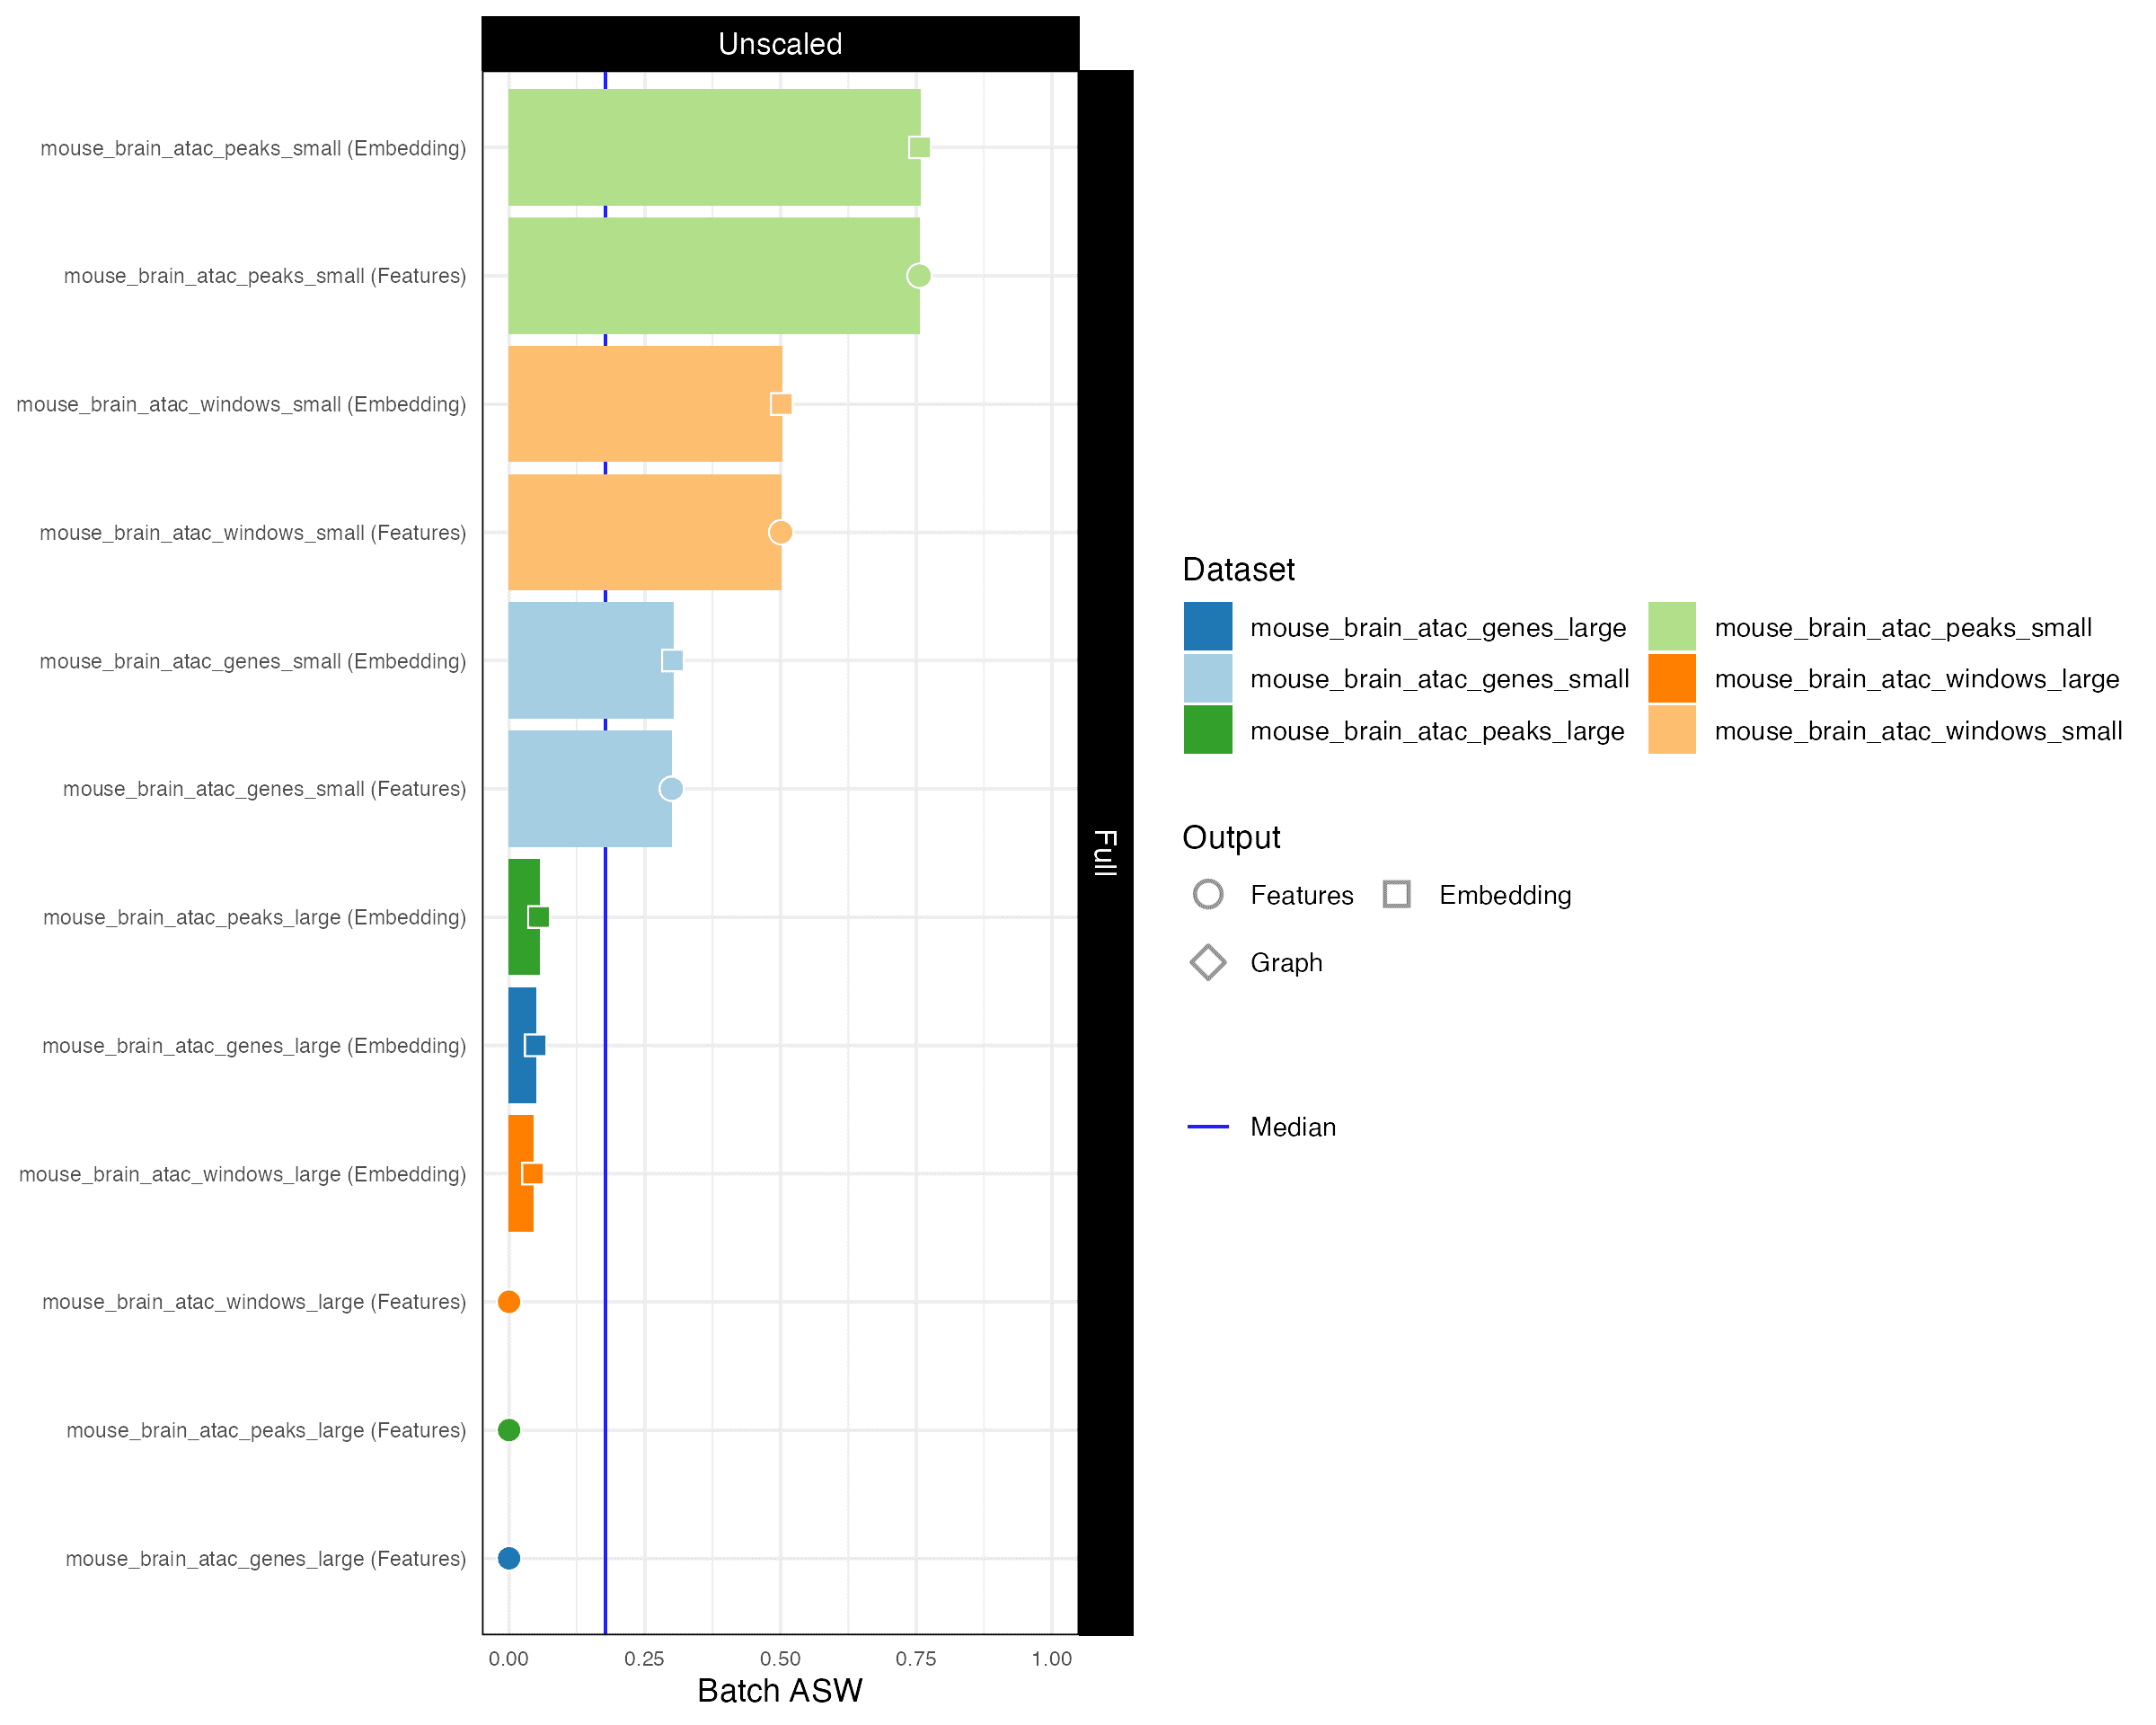 Unscaled
mouse_brain_atac_peaks_small (Embedding)
mouse_brain_atac_peaks_small (Features)
mouse_brain_atac_windows_small (Embedding)
mouse_brain_atac_windows_small (Features)
mouse_brain_atac_genes_small (Embedding)
mouse_brain_atac_genes_small (Features)
mouse_brain_atac_peaks_large (Embedding)
mouse_brain_atac_genes_large (Embedding)
mouse_brain_atac_windows_large (Embedding)
mouse_brain_atac_windows_large (Features)
mouse_brain_atac_peaks_large (Features)
mouse_brain_atac_genes_large (Features)
0.00 0.25 0.50 0.75 1.00
Batch ASW
Full
Dataset
mouse_brain_atac_genes_large mouse_brain_atac_peaks_small
mouse_brain_atac_genes_small mouse_brain_atac_windows_large
mouse_brain_atac_peaks_large mouse_brain_atac_windows_small
Output
Features Embedding
Graph
Median